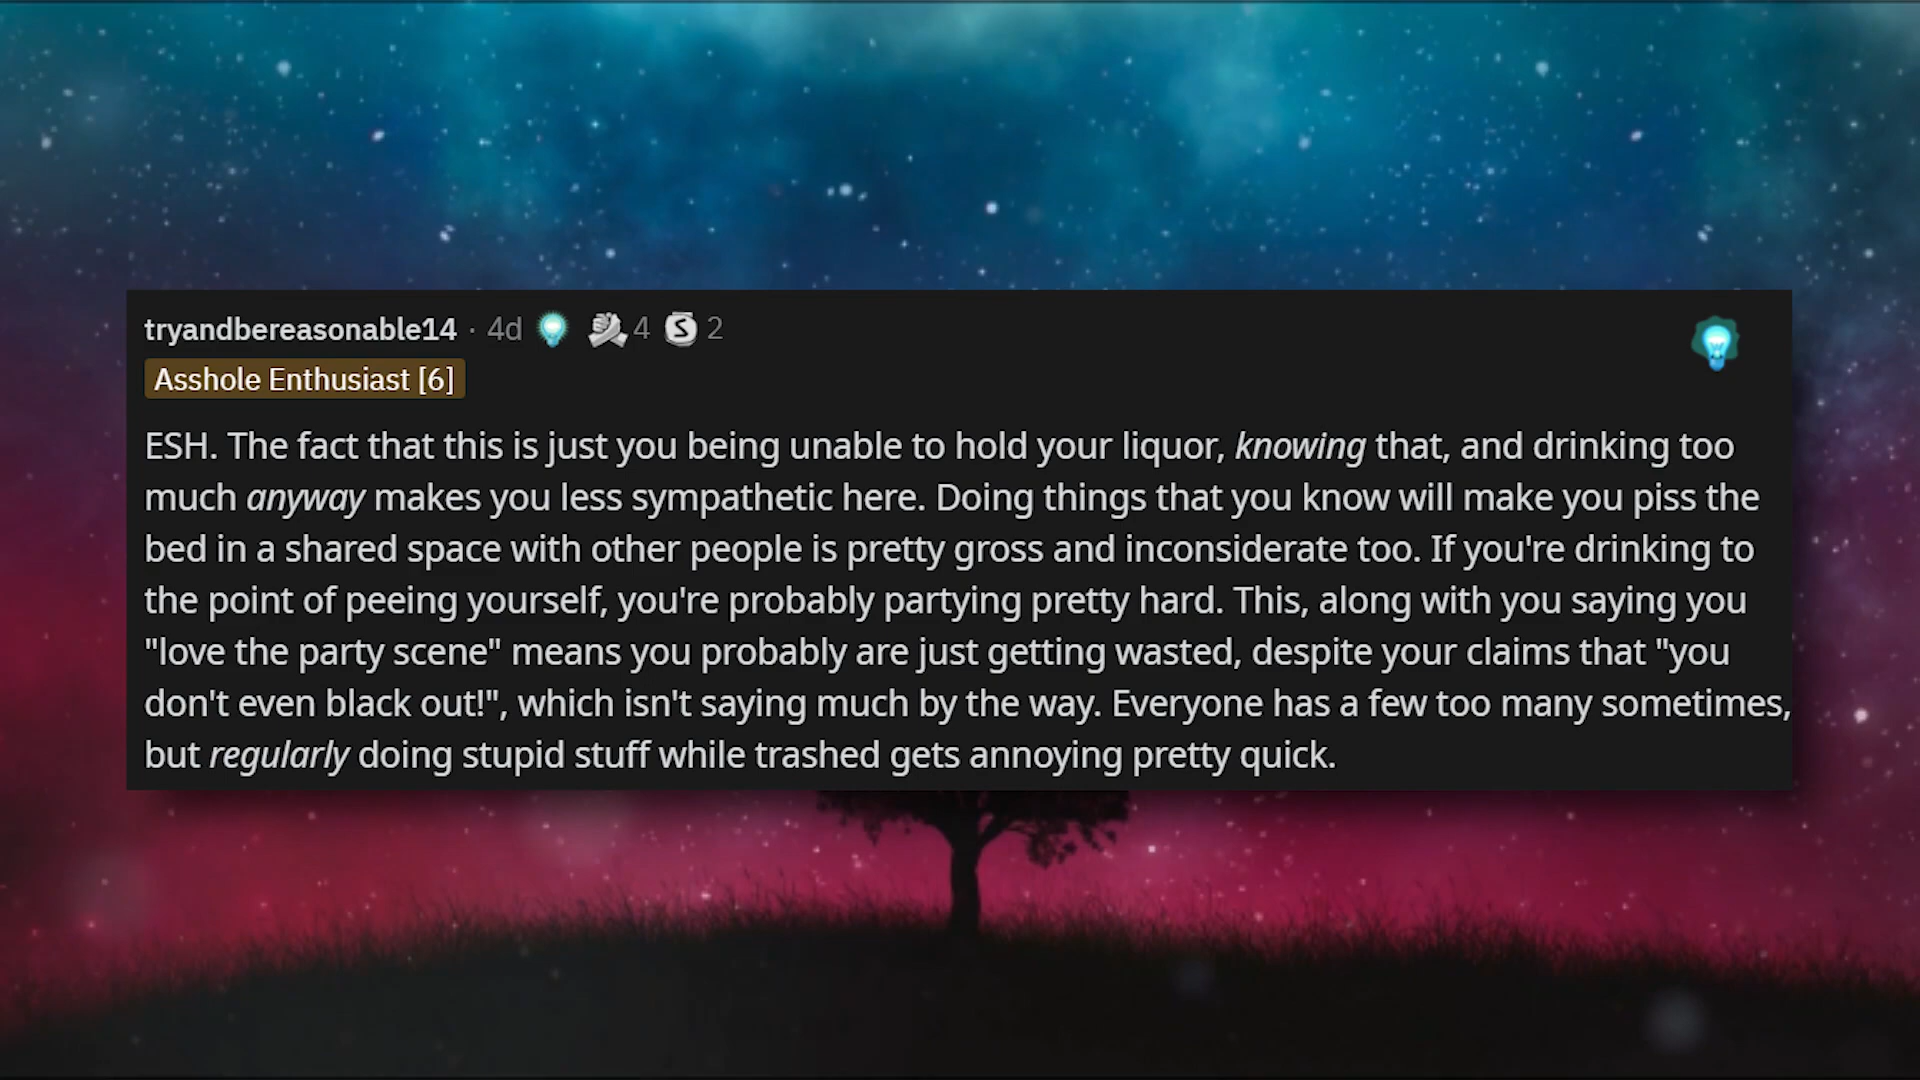 tryandbereasonable14 · 4d 4 S 2
Asshole Enthusiast [6]
ESH. The fact that this is just you being unable to hold your liquor, knowing that, and drinking too
much anyway makes you less sympathetic here. Doing things that you know will make you piss the
bed in a shared space with other people is pretty gross and inconsiderate too. If you're drinking to
the point of peeing yourself, you're probably partying pretty hard. This, along with you saying you
"love the party scene" means you probably are just getting wasted, despite your claims that "you
don't even black out!", which isn't saying much by the way. Everyone has a few too many sometimes,
but regularly doing stupid stuff while trashed gets annoying pretty quick.